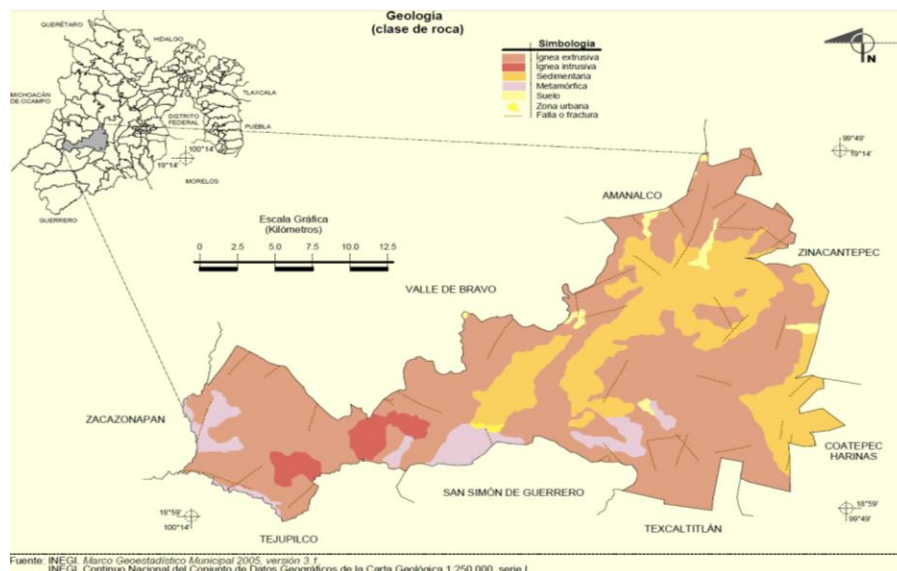 Geología
(clase de roca)
QUERÉTARO
HIDALGO
MICHOACÁN
DE OCAMPO
TLAXCALA
DISTRITO
FEDERAL
PUEBLA
100°14'
19°14'
MORELOS
GUERRERO
Simbología
Ígnea extrusiva
Ígnea intrusiva
Sedimentaria
Metamórfica
Suelo
Zona urbana
Falla o fractura
N
99°49'
19°14'
Escala Gráfica
(Kilómetros)
0 2.5 5.0 7.5 10.0 12.5
AMANALCO
ZINACANTEPEC
VALLE DE BRAVO
ZACAZONAPAN
COATEPEC
HARINAS
SAN SIMÓN DE GUERRERO
TEXCALTITLÁN
TEJUPILCO
18°59'
100°14'
18°59'
99°49'
Fuente: INEGI. Marco Geoestadístico Municipal 2005, versión 3.1.
INEGI. Continuo Nacional del Conjunto de Datos Geográficos de la Carta Geológica 1:250 000, serie I.